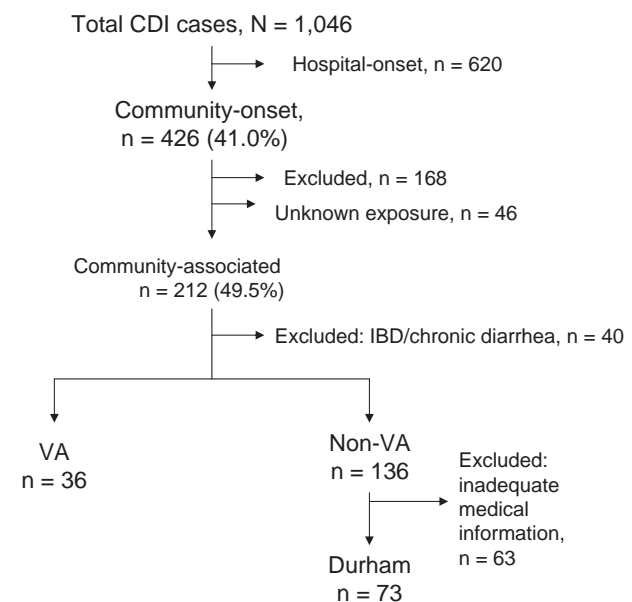 Total CDI cases, N = 1,046
Hospital-onset, n = 620
Community-onset,
n = 426 (41.0%)
Excluded, n = 168
Unknown exposure, n = 46
Community-associated
n = 212 (49.5%)
Excluded: IBD/chronic diarrhea, n = 40
VA
n = 36
Non-VA
n = 136
Excluded:
inadequate
medical
information,
n = 63
Durham
n = 73